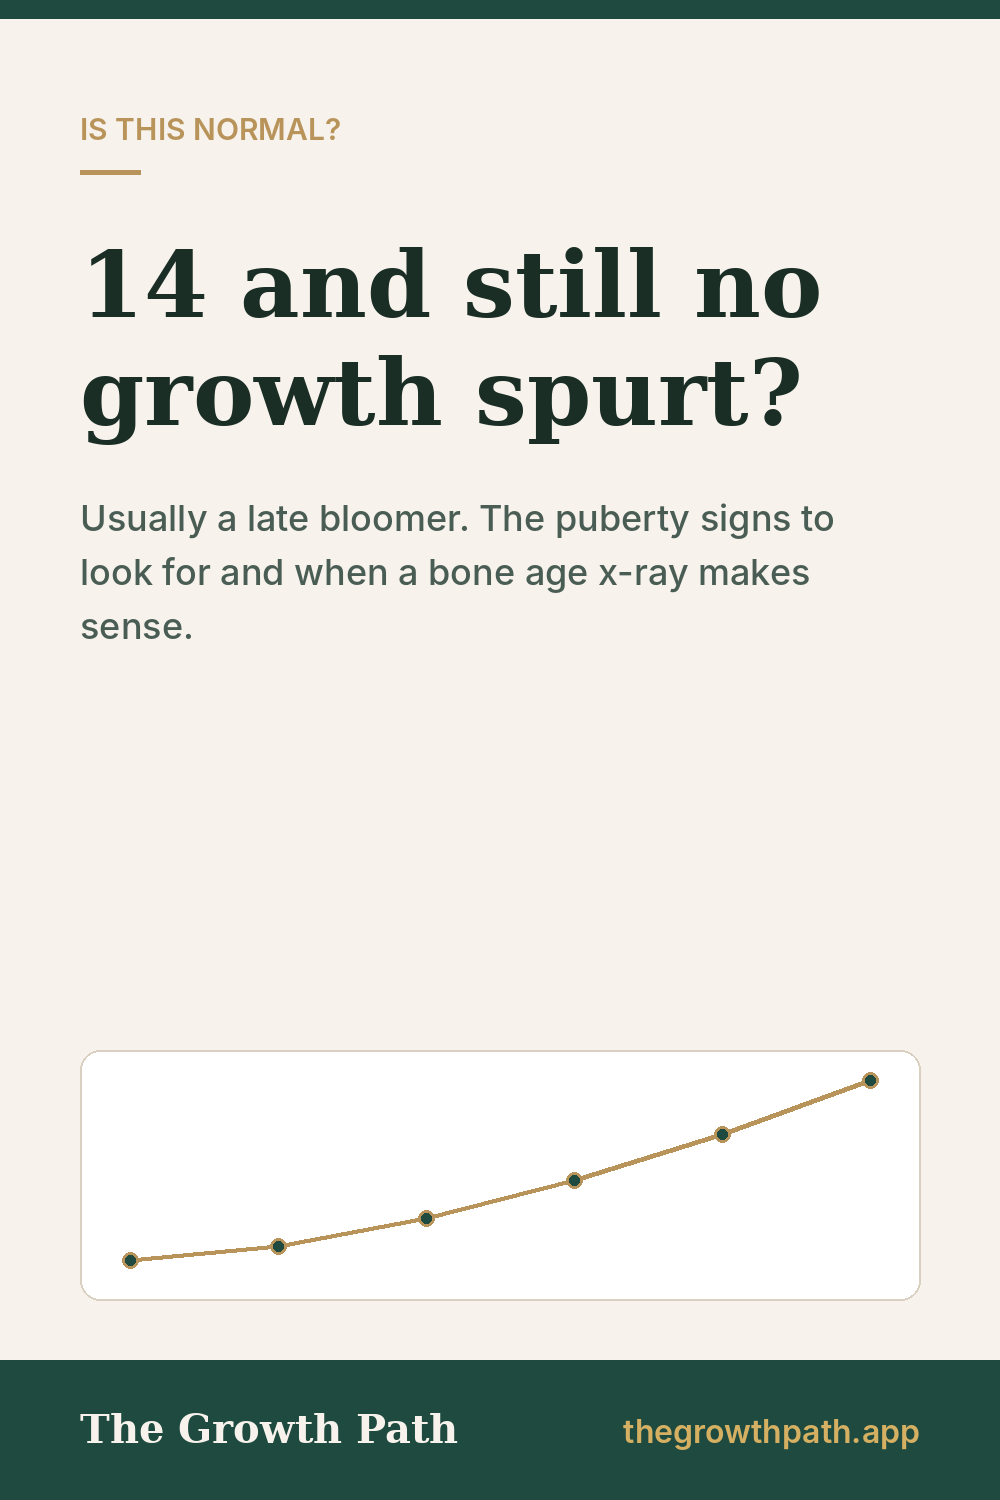 IS THIS NORMAL?
14 and still no
growth spurt?
Usually a late bloomer. The puberty signs to
look for and when a bone age x-ray makes
sense.
The Growth Path
thegrowthpath.app